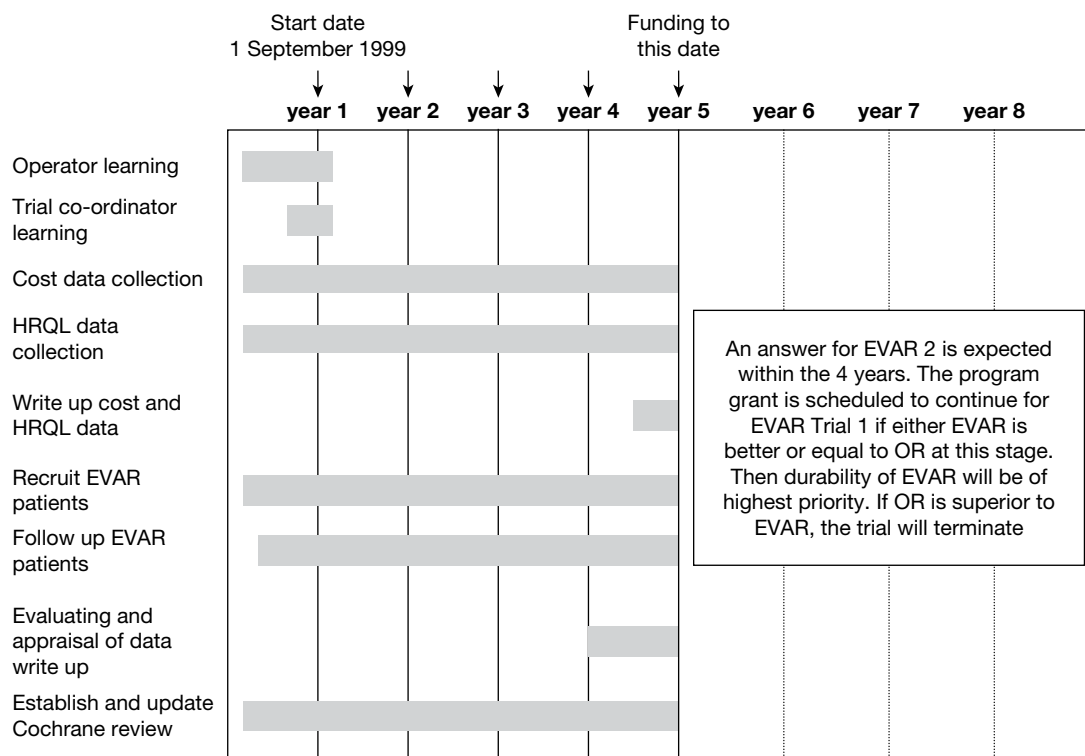 Start date
1 September 1999
Funding to
this date
year 1 year 2 year 3 year 4 year 5 year 6 year 7 year 8
Operator learning
Trial co-ordinator
learning
Cost data collection
HRQL data
collection
Write up cost and
HRQL data
Recruit EVAR
patients
Follow up EVAR
patients
Evaluating and
appraisal of data
write up
Establish and update
Cochrane review
An answer for EVAR 2 is expected
within the 4 years. The program
grant is scheduled to continue for
EVAR Trial 1 if either EVAR is
better or equal to OR at this stage.
Then durability of EVAR will be of
highest priority. If OR is superior to
EVAR, the trial will terminate